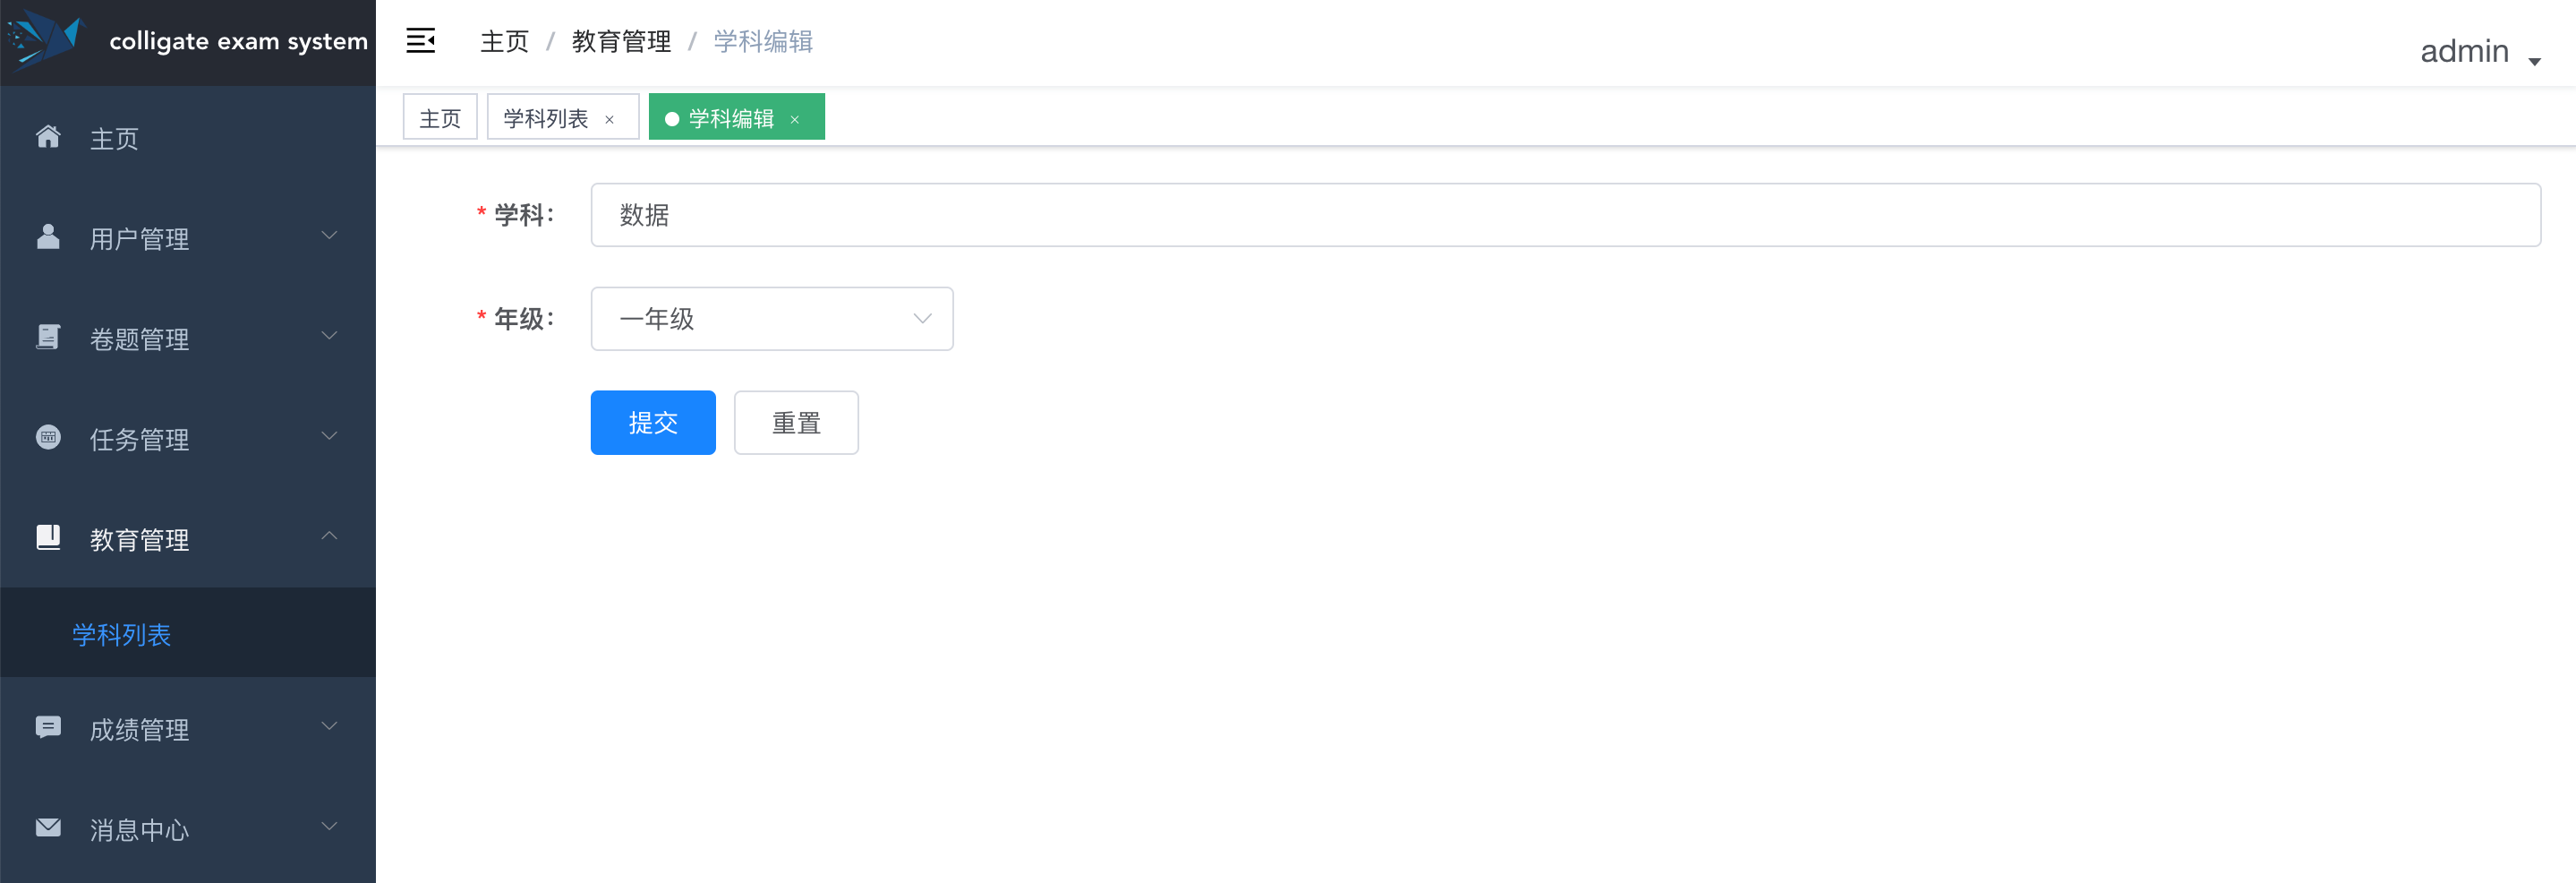 colligate exam system
主页 / 教育管理 / 学科编辑
admin
主页
学科列表 ×
学科编辑 ×
主页
用户管理
卷题管理
任务管理
教育管理
学科列表
成绩管理
消息中心
* 学科: 数据
* 年级: 一年级
提交
重置